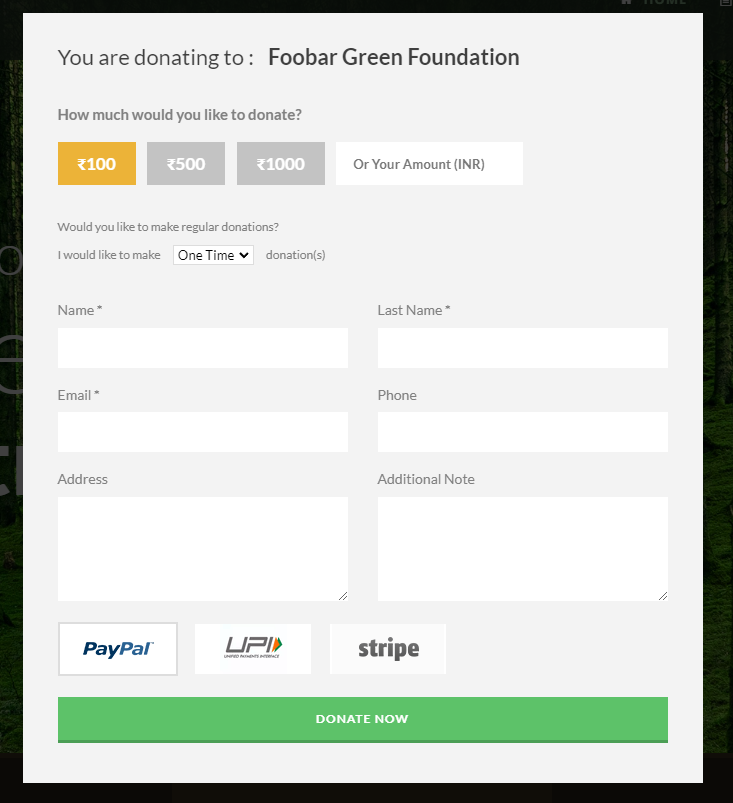 HOME
You are donating to : Foobar Green Foundation
How much would you like to donate?
₹100 ₹500 ₹1000 Or Your Amount (INR)
Would you like to make regular donations?
I would like to make One Time donation(s)
Name * Last Name *
Email * Phone
Address Additional Note
PayPal UPI stripe
UNIFIED PAYMENTS INTERFACE
DONATE NOW